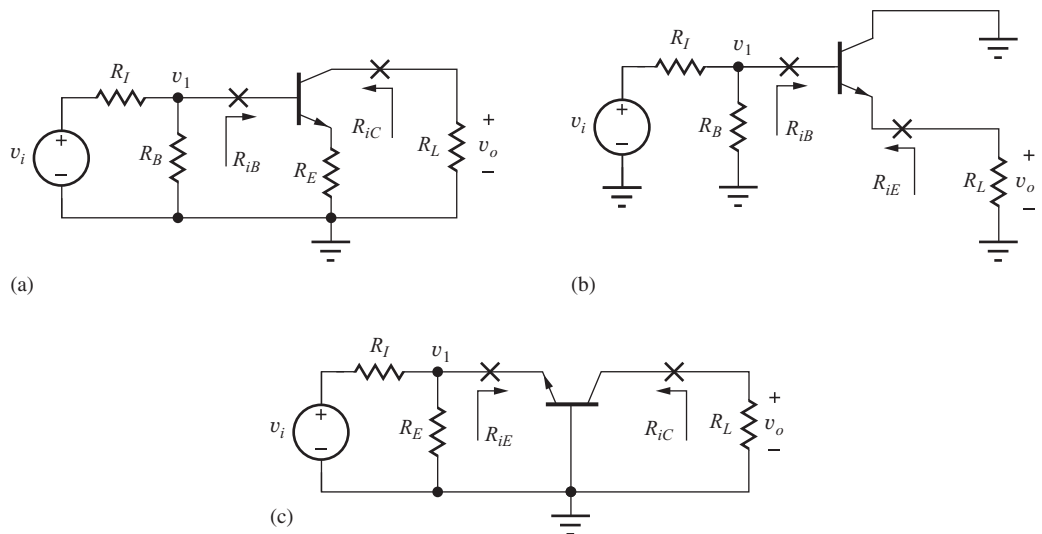 R_I
v_1
v_i
+
−
R_B
R_iB
R_E
R_iC
R_L
+
v_o
−
(a)
R_I
v_1
v_i
+
−
R_B
R_iB
R_iE
R_L
+
v_o
−
(b)
R_I
v_1
v_i
+
−
R_E
R_iE
R_iC
R_L
+
v_o
−
(c)